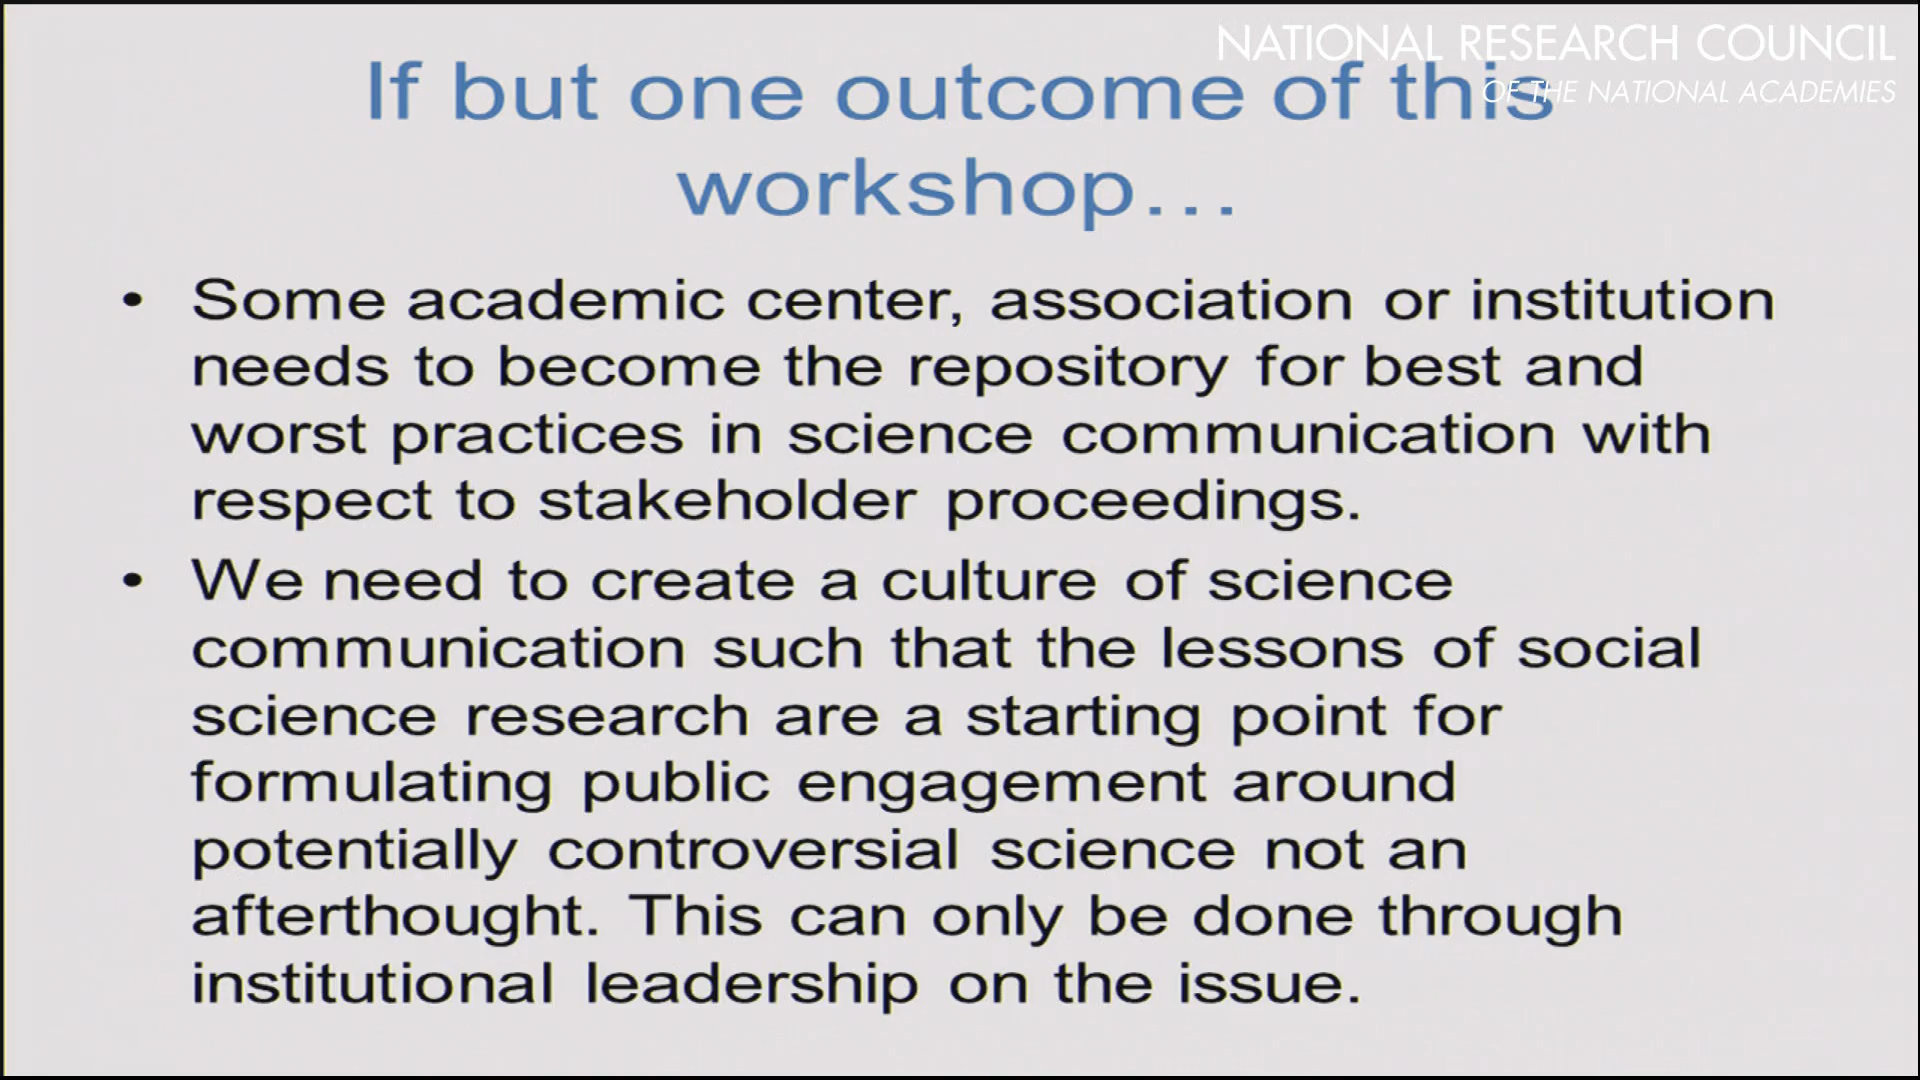 NATIONAL RESEARCH COUNCIL
OF THE NATIONAL ACADEMIES
If but one outcome of this
workshop…
• Some academic center, association or institution
needs to become the repository for best and
worst practices in science communication with
respect to stakeholder proceedings.
• We need to create a culture of science
communication such that the lessons of social
science research are a starting point for
formulating public engagement around
potentially controversial science not an
afterthought. This can only be done through
institutional leadership on the issue.